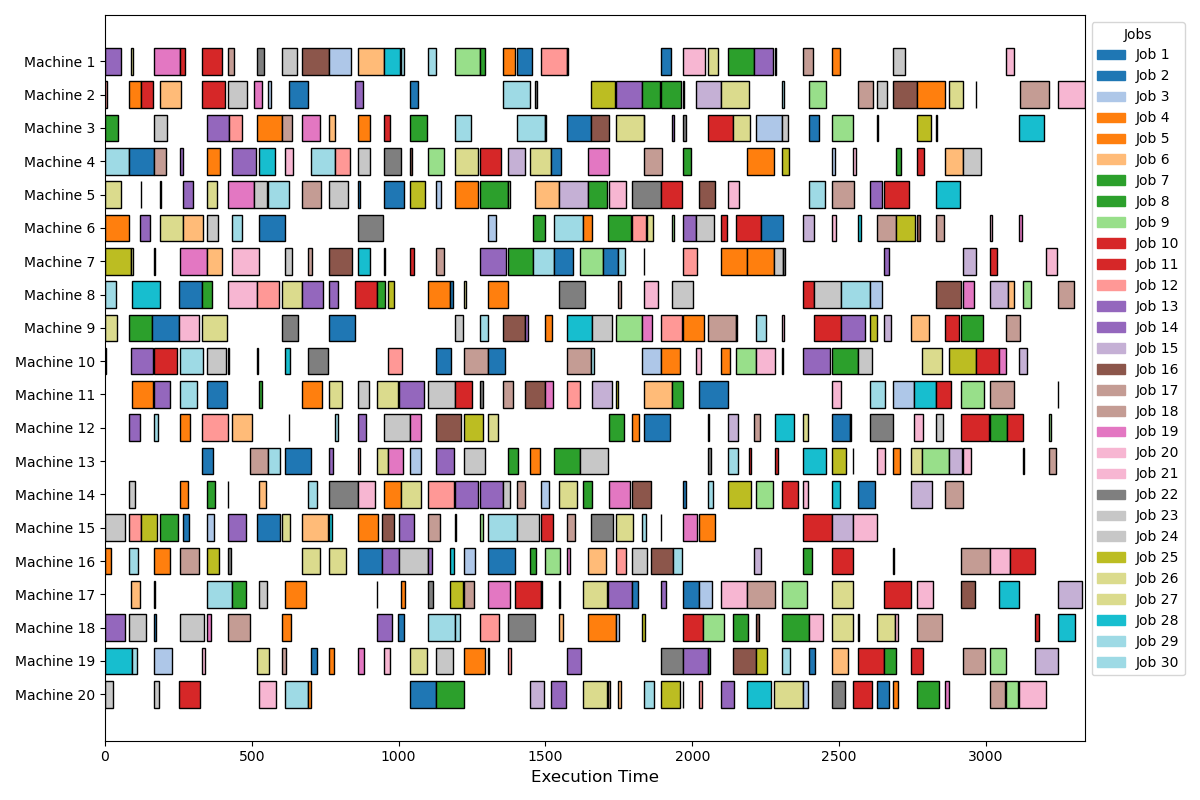 Machine 1
Machine 2
Machine 3
Machine 4
Machine 5
Machine 6
Machine 7
Machine 8
Machine 9
Machine 10
Machine 11
Machine 12
Machine 13
Machine 14
Machine 15
Machine 16
Machine 17
Machine 18
Machine 19
Machine 20
0 500 1000 1500 2000 2500 3000
Execution Time
Jobs
Job 1
Job 2
Job 3
Job 4
Job 5
Job 6
Job 7
Job 8
Job 9
Job 10
Job 11
Job 12
Job 13
Job 14
Job 15
Job 16
Job 17
Job 18
Job 19
Job 20
Job 21
Job 22
Job 23
Job 24
Job 25
Job 26
Job 27
Job 28
Job 29
Job 30